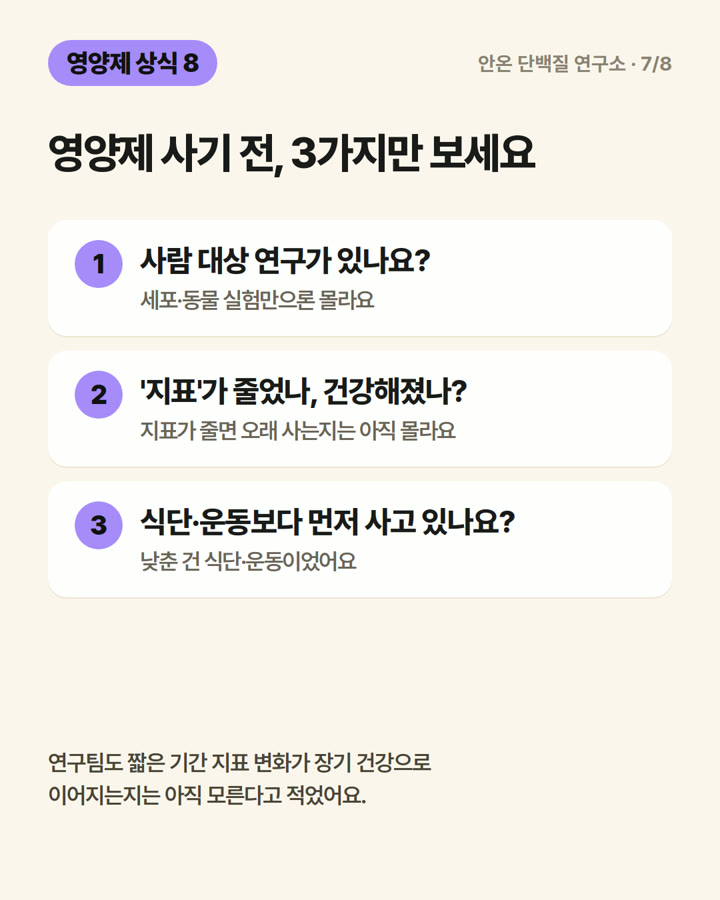 영양제 상식 8
안온 단백질 연구소 · 7/8
영양제 사기 전, 3가지만 보세요
1
사람 대상 연구가 있나요?
세포·동물 실험만으론 몰라요
2
'지표'가 줄었나, 건강해졌나?
지표가 줄면 오래 사는지는 아직 몰라요
3
식단·운동보다 먼저 사고 있나요?
낮춘 건 식단·운동이었어요
연구팀도 짧은 기간 지표 변화가 장기 건강으로
이어지는지는 아직 모른다고 적었어요.